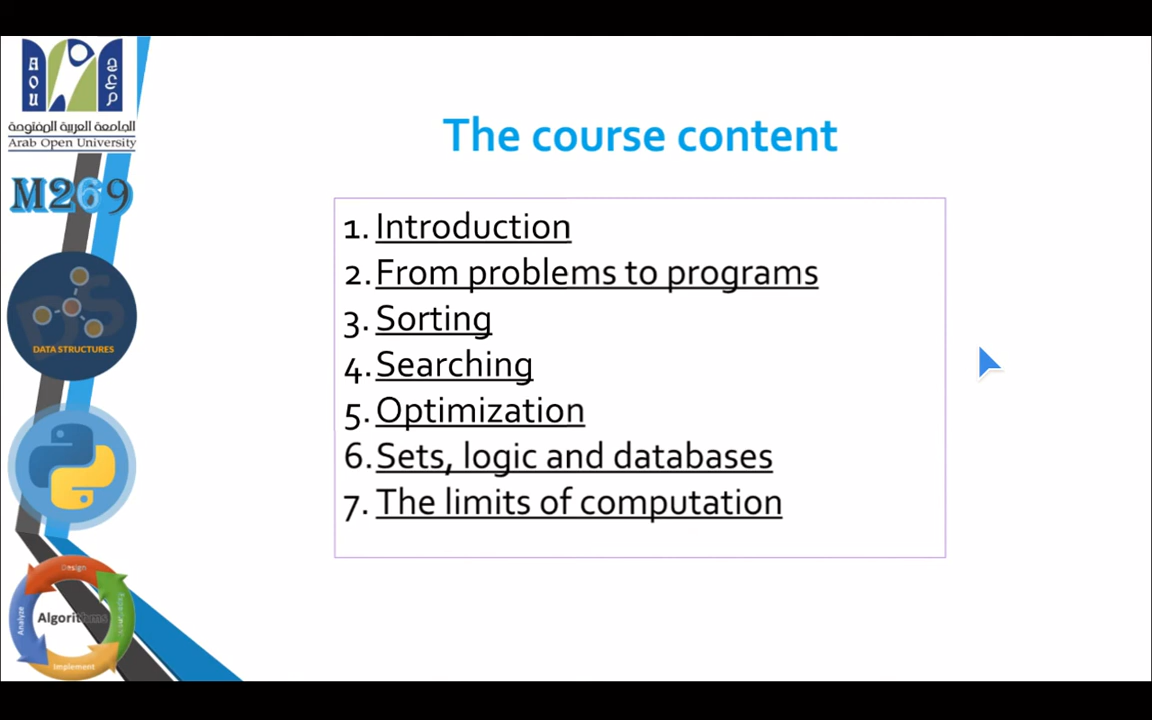 AOU
الجامعة العربية المفتوحة
Arab Open University
M269
DATA STRUCTURES
Design
Analyze
Algorithms
Implement
The course content
1. Introduction
2. From problems to programs
3. Sorting
4. Searching
5. Optimization
6. Sets, logic and databases
7. The limits of computation